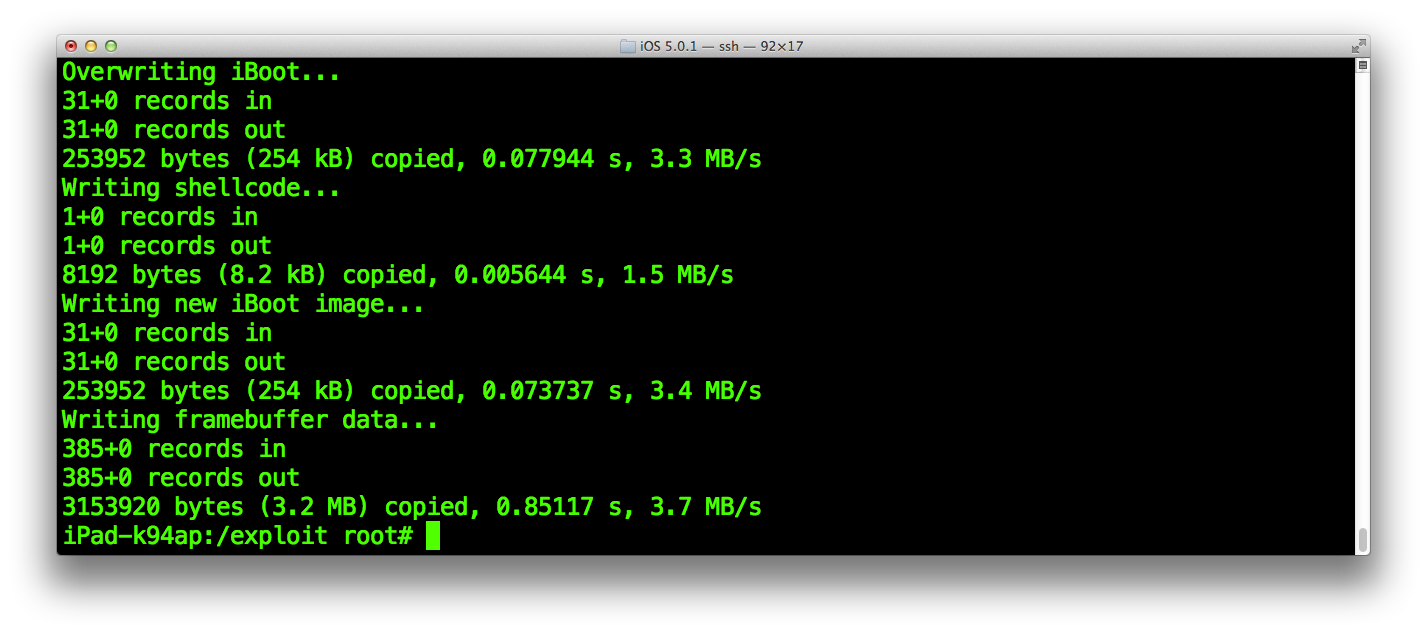 iOS 5.0.1 — ssh — 92×17
Overwriting iBoot...
31+0 records in
31+0 records out
253952 bytes (254 kB) copied, 0.077944 s, 3.3 MB/s
Writing shellcode...
1+0 records in
1+0 records out
8192 bytes (8.2 kB) copied, 0.005644 s, 1.5 MB/s
Writing new iBoot image...
31+0 records in
31+0 records out
253952 bytes (254 kB) copied, 0.073737 s, 3.4 MB/s
Writing framebuffer data...
385+0 records in
385+0 records out
3153920 bytes (3.2 MB) copied, 0.85117 s, 3.7 MB/s
iPad-k94ap:/exploit root#